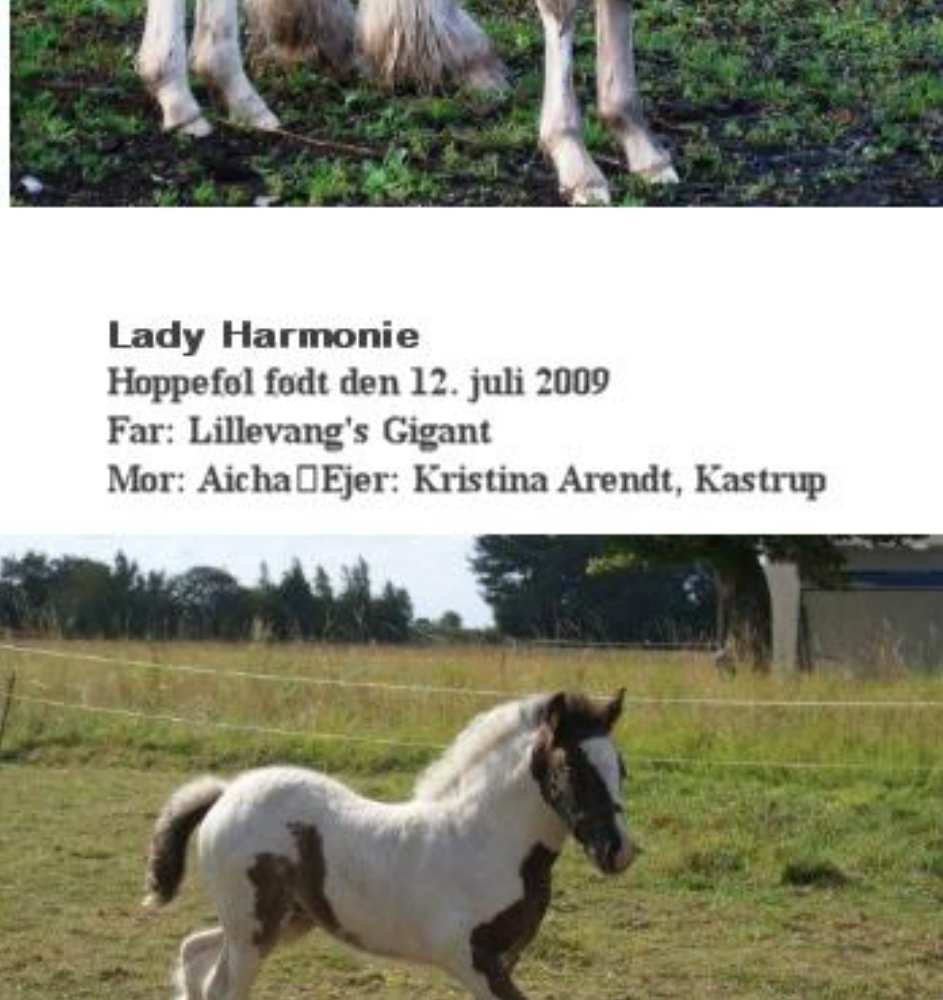 Lady Harmonie
Hoppeføl født den 12. juli 2009
Far: Lillevang's Gigant
Mor: Aicha□Ejer: Kristina Arendt, Kastrup